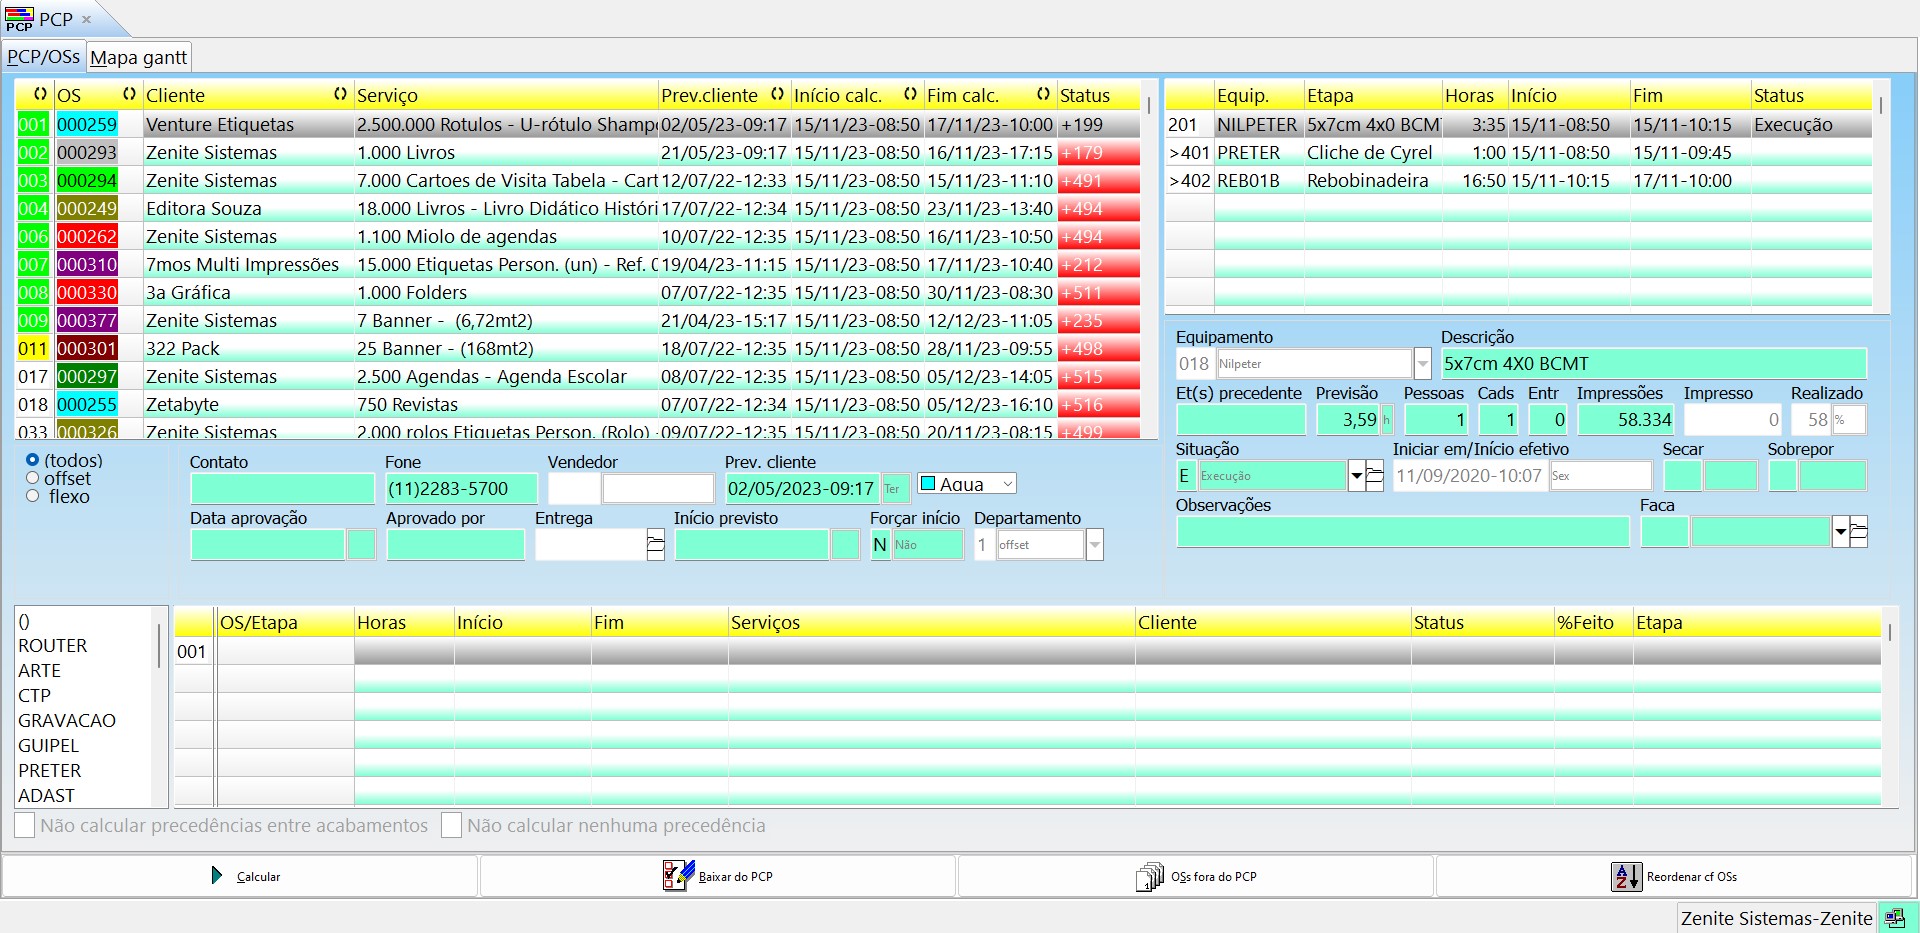 PCP PCP ×
PCP/OSs Mapa gantt
OS Cliente Serviço Prev.cliente Início calc. Fim calc. Status
001 000259 Venture Etiquetas 2.500.000 Rotulos - U-rótulo Shamp 02/05/23-09:17 15/11/23-08:50 17/11/23-10:00 +199
002 000293 Zenite Sistemas 1.000 Livros 21/05/23-09:17 15/11/23-08:50 16/11/23-17:15 +179
003 000294 Zenite Sistemas 7.000 Cartoes de Visita Tabela - Cart 12/07/22-12:33 15/11/23-08:50 15/11/23-11:10 +491
004 000249 Editora Souza 18.000 Livros - Livro Didático Históri 17/07/22-12:34 15/11/23-08:50 23/11/23-13:40 +494
006 000262 Zenite Sistemas 1.100 Miolo de agendas 10/07/22-12:35 15/11/23-08:50 16/11/23-10:50 +494
007 000310 7mos Multi Impressões 15.000 Etiquetas Person. (un) - Ref. 0 19/04/23-11:15 15/11/23-08:50 17/11/23-10:40 +212
008 000330 3a Gráfica 1.000 Folders 07/07/22-12:35 15/11/23-08:50 30/11/23-08:30 +511
009 000377 Zenite Sistemas 7 Banner - (6,72mt2) 21/04/23-15:17 15/11/23-08:50 12/12/23-11:05 +235
011 000301 322 Pack 25 Banner - (168mt2) 18/07/22-12:35 15/11/23-08:50 28/11/23-09:55 +498
017 000297 Zenite Sistemas 2.500 Agendas - Agenda Escolar 08/07/22-12:35 15/11/23-08:50 05/12/23-14:05 +515
018 000255 Zetabyte 750 Revistas 07/07/22-12:34 15/11/23-08:50 05/12/23-16:10 +516
033 000326 Zenite Sistemas 2.000 rolos Etiquetas Person. (Rolo) - 09/07/22-12:35 15/11/23-08:50 20/11/23-08:15 +499
Equip. Etapa Horas Início Fim Status
201 NILPETER 5x7cm 4x0 BCM 3:35 15/11-08:50 15/11-10:15 Execução
>401 PRETER Cliche de Cyrel 1:00 15/11-08:50 15/11-09:45
>402 REB01B Rebobinadeira 16:50 15/11-10:15 17/11-10:00
Equipamento Descrição
018 Nilpeter 5x7cm 4X0 BCMT
Et(s) precedente Previsão Pessoas Cads Entr Impressões Impresso Realizado
3,59 h 1 1 0 58.334 0 58 %
Situação Iniciar em/Início efetivo Secar Sobrepor
E Execução 11/09/2020-10:07 Sex
Observações Faca
(todos)
offset
flexo
Contato Fone Vendedor Prev. cliente
(11)2283-5700 02/05/2023-09:17 Ter Aqua
Data aprovação Aprovado por Entrega Início previsto Forçar início Departamento
N Não 1 offset
()
ROUTER
ARTE
CTP
GRAVACAO
GUIPEL
PRETER
ADAST
OS/Etapa Horas Início Fim Serviços Cliente Status %Feito Etapa
001
Não calcular precedências entre acabamentos Não calcular nenhuma precedência
Calcular Baixar do PCP OSs fora do PCP Reordenar cf OSs
Zenite Sistemas-Zenite